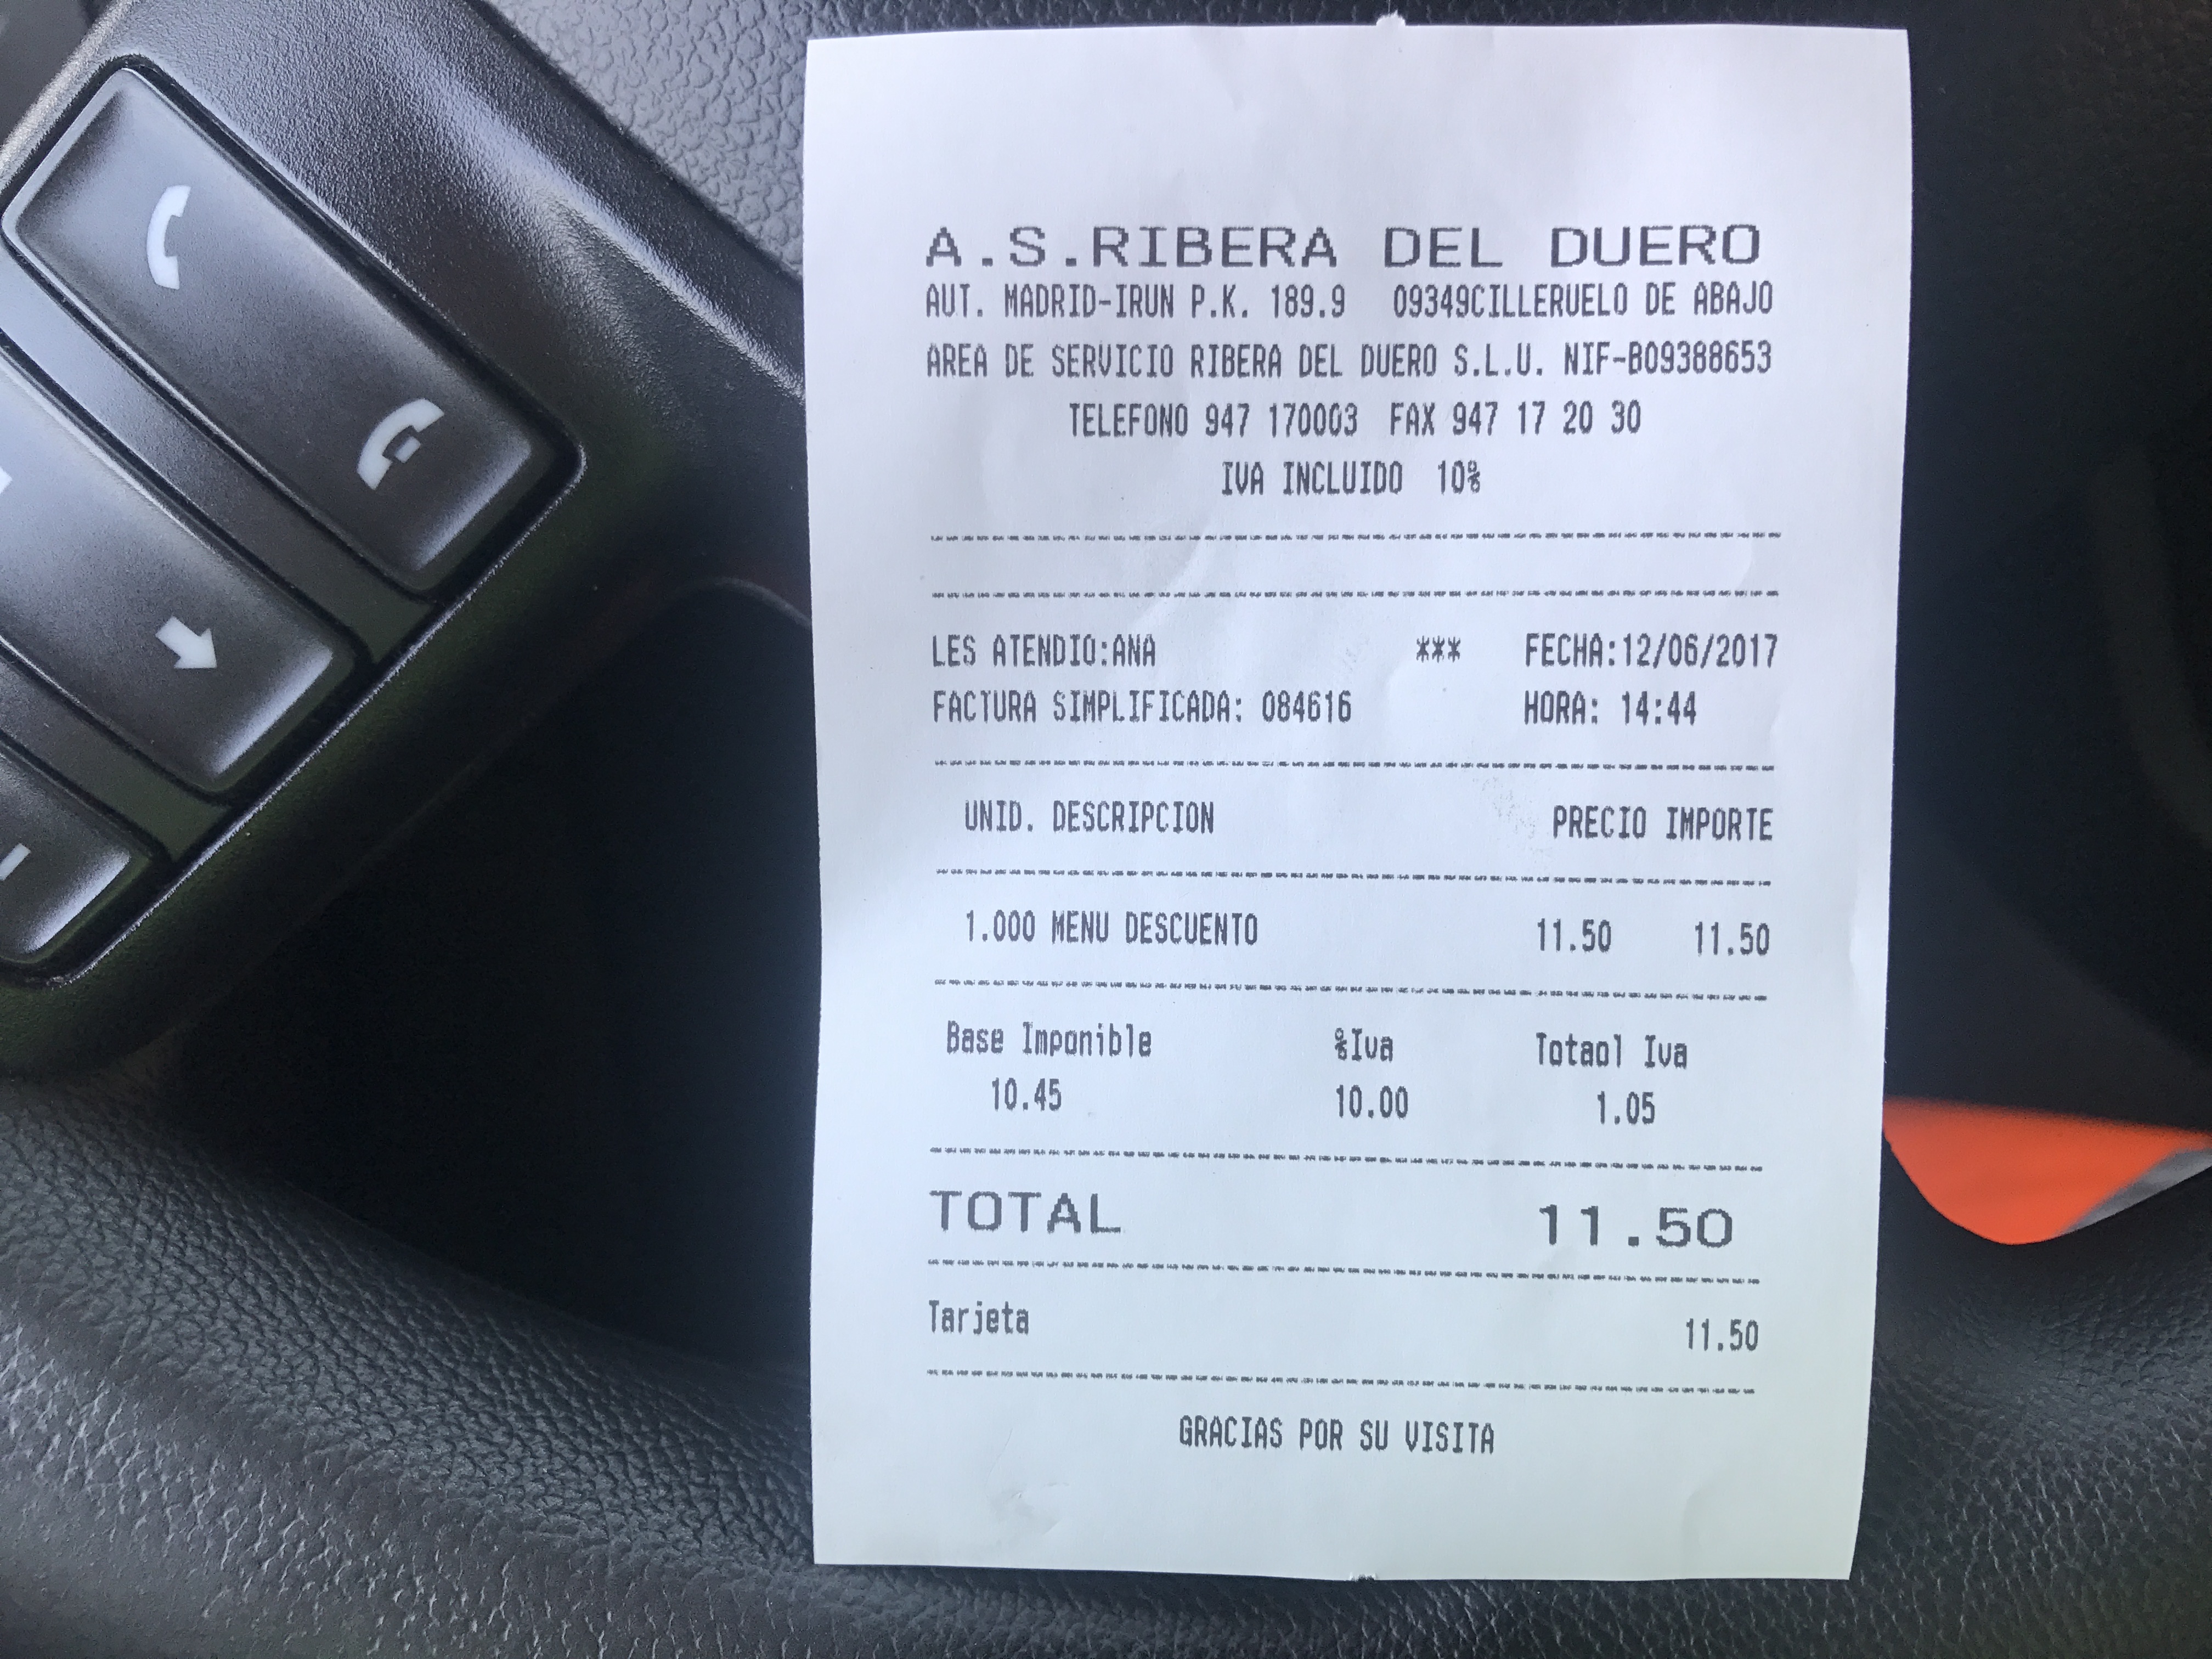 A.S.RIBERA DEL DUERO
AUT. MADRID-IRUN P.K. 189.9 09349CILLERUELO DE ABAJO
AREA DE SERVICIO RIBERA DEL DUERO S.L.U. NIF-B09388653
TELEFONO 947 170003 FAX 947 17 20 30
IVA INCLUIDO 10%
LES ATENDIO:ANA *** FECHA:12/06/2017
FACTURA SIMPLIFICADA: 084616 HORA: 14:44
UNID. DESCRIPCION PRECIO IMPORTE
1.000 MENU DESCUENTO 11.50 11.50
Base Imponible %Iva Totaol Iva
10.45 10.00 1.05
TOTAL 11.50
Tarjeta 11.50
GRACIAS POR SU VISITA